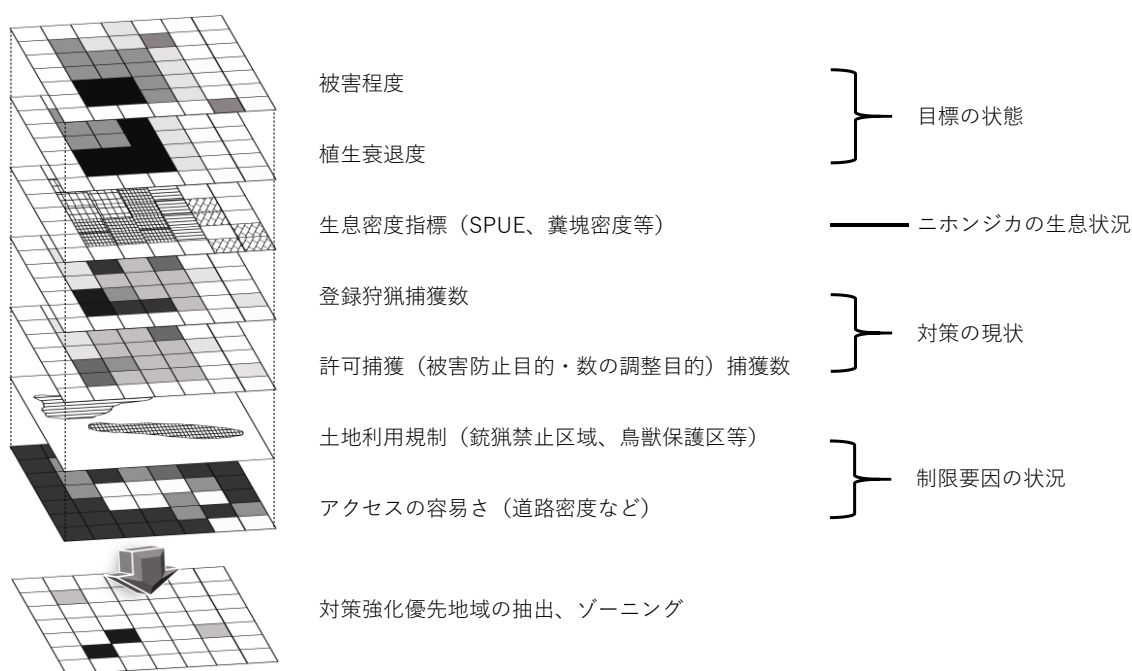 被害程度
植生衰退度
目標の状態
生息密度指標（SPUE、糞塊密度等）
ニホンジカの生息状況
登録狩猟捕獲数
許可捕獲（被害防止目的・数の調整目的）捕獲数
対策の現状
土地利用規制（銃猟禁止区域、鳥獣保護区等）
アクセスの容易さ（道路密度など）
制限要因の状況
対策強化優先地域の抽出、ゾーニング